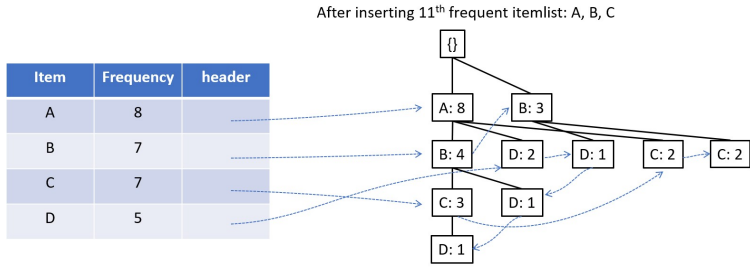 After inserting 11th frequent itemlist: A, B, C
{}
Item Frequency header
A 8
B 7
C 7
D 5
A: 8 B: 3
B: 4 D: 2 D: 1 C: 2 C: 2
C: 3 D: 1
D: 1